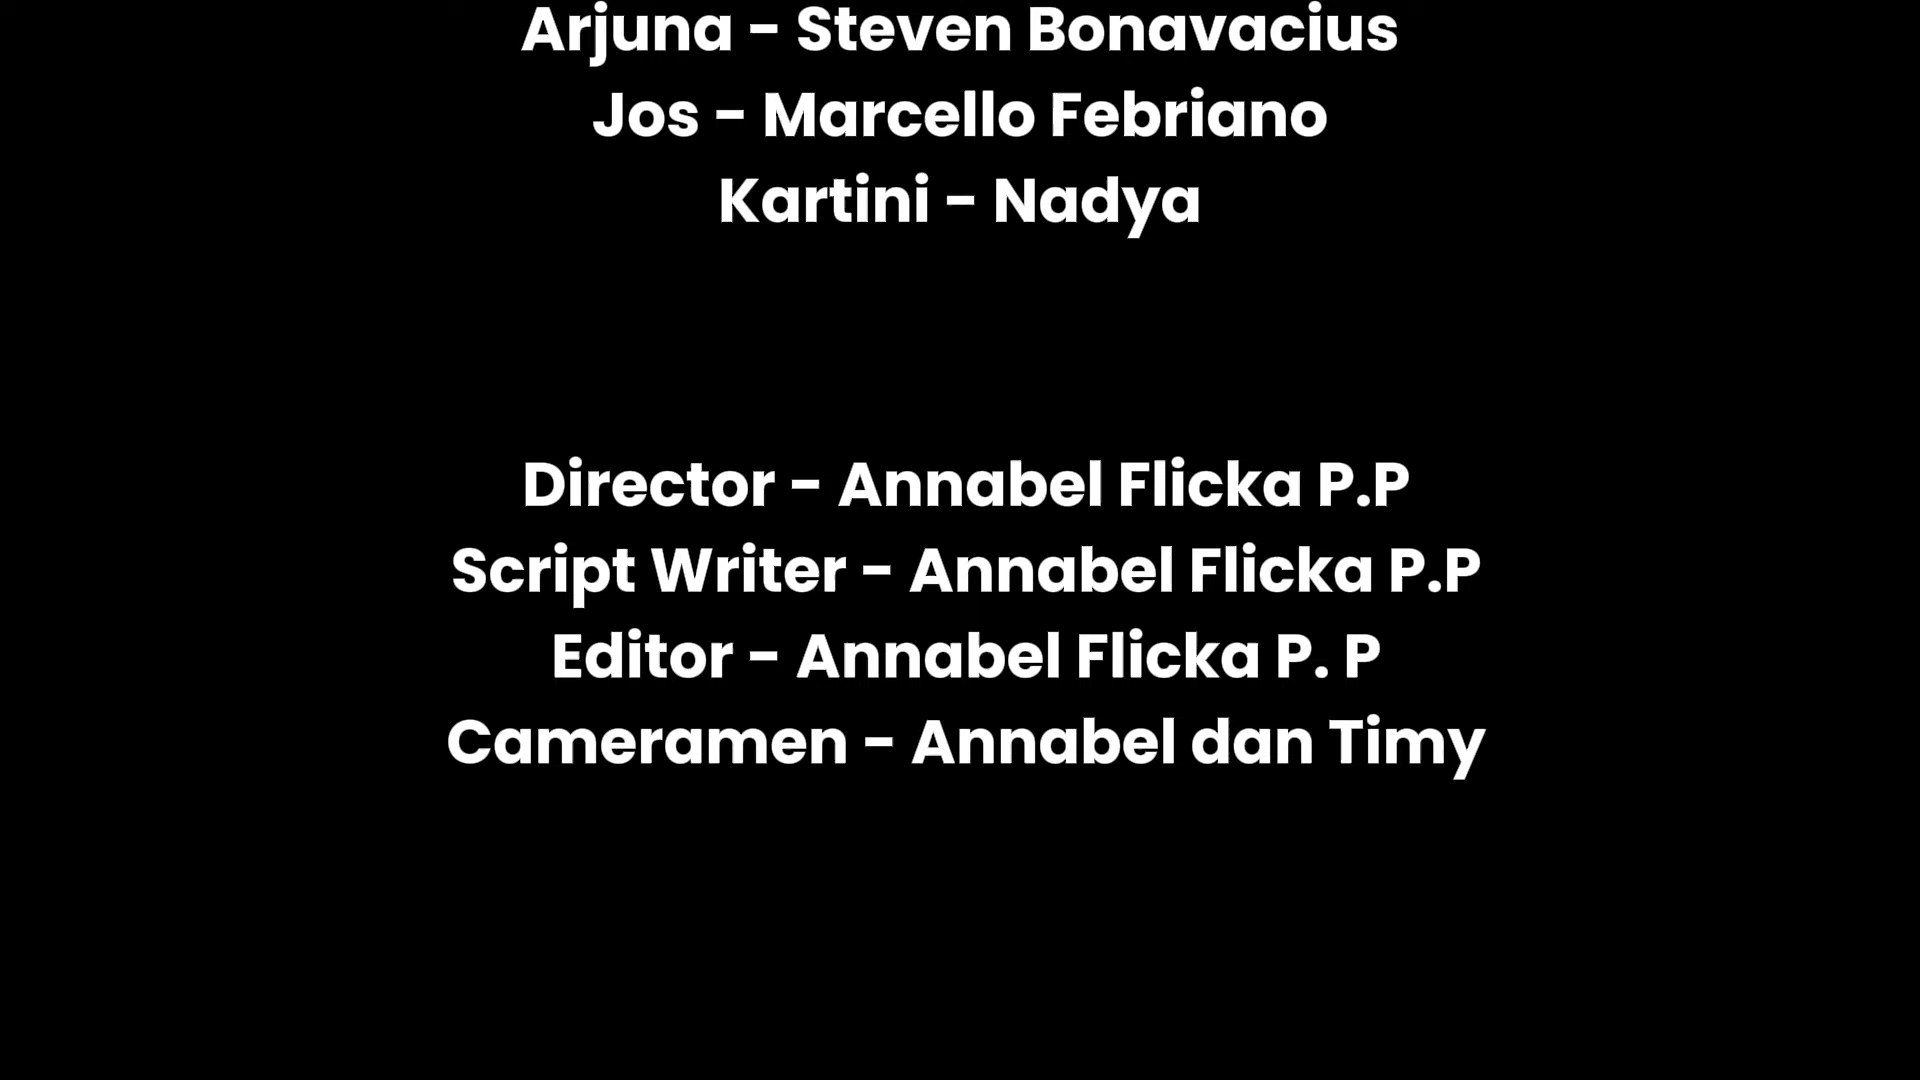 Arjuna - Steven Bonavacius
Jos - Marcello Febriano
Kartini - Nadya
Director - Annabel Flicka P.P
Script Writer - Annabel Flicka P.P
Editor - Annabel Flicka P. P
Cameramen - Annabel dan Timy